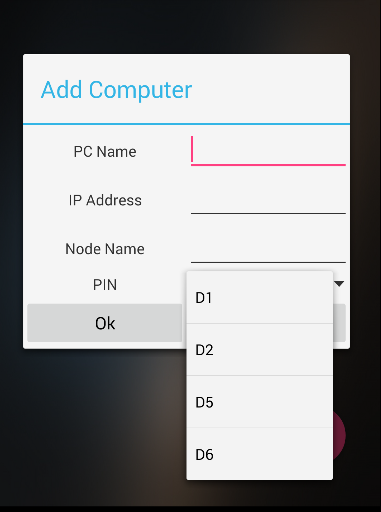 Add Computer
PC Name
IP Address
Node Name
PIN
Ok
D1
D2
D5
D6